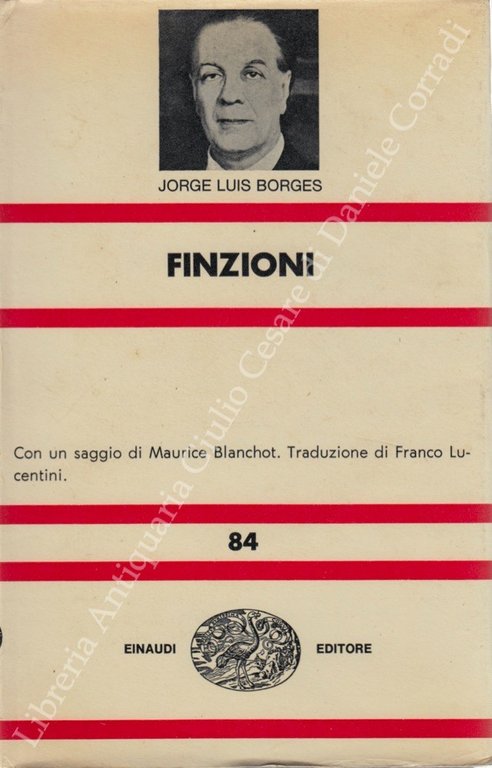 JORGE LUIS BORGES
FINZIONI
Con un saggio di Maurice Blanchot. Traduzione di Franco Lu-
centini.
84
EINAUDI EDITORE
Libreria Antiquaria Giulio Cesare di Daniele Corradi